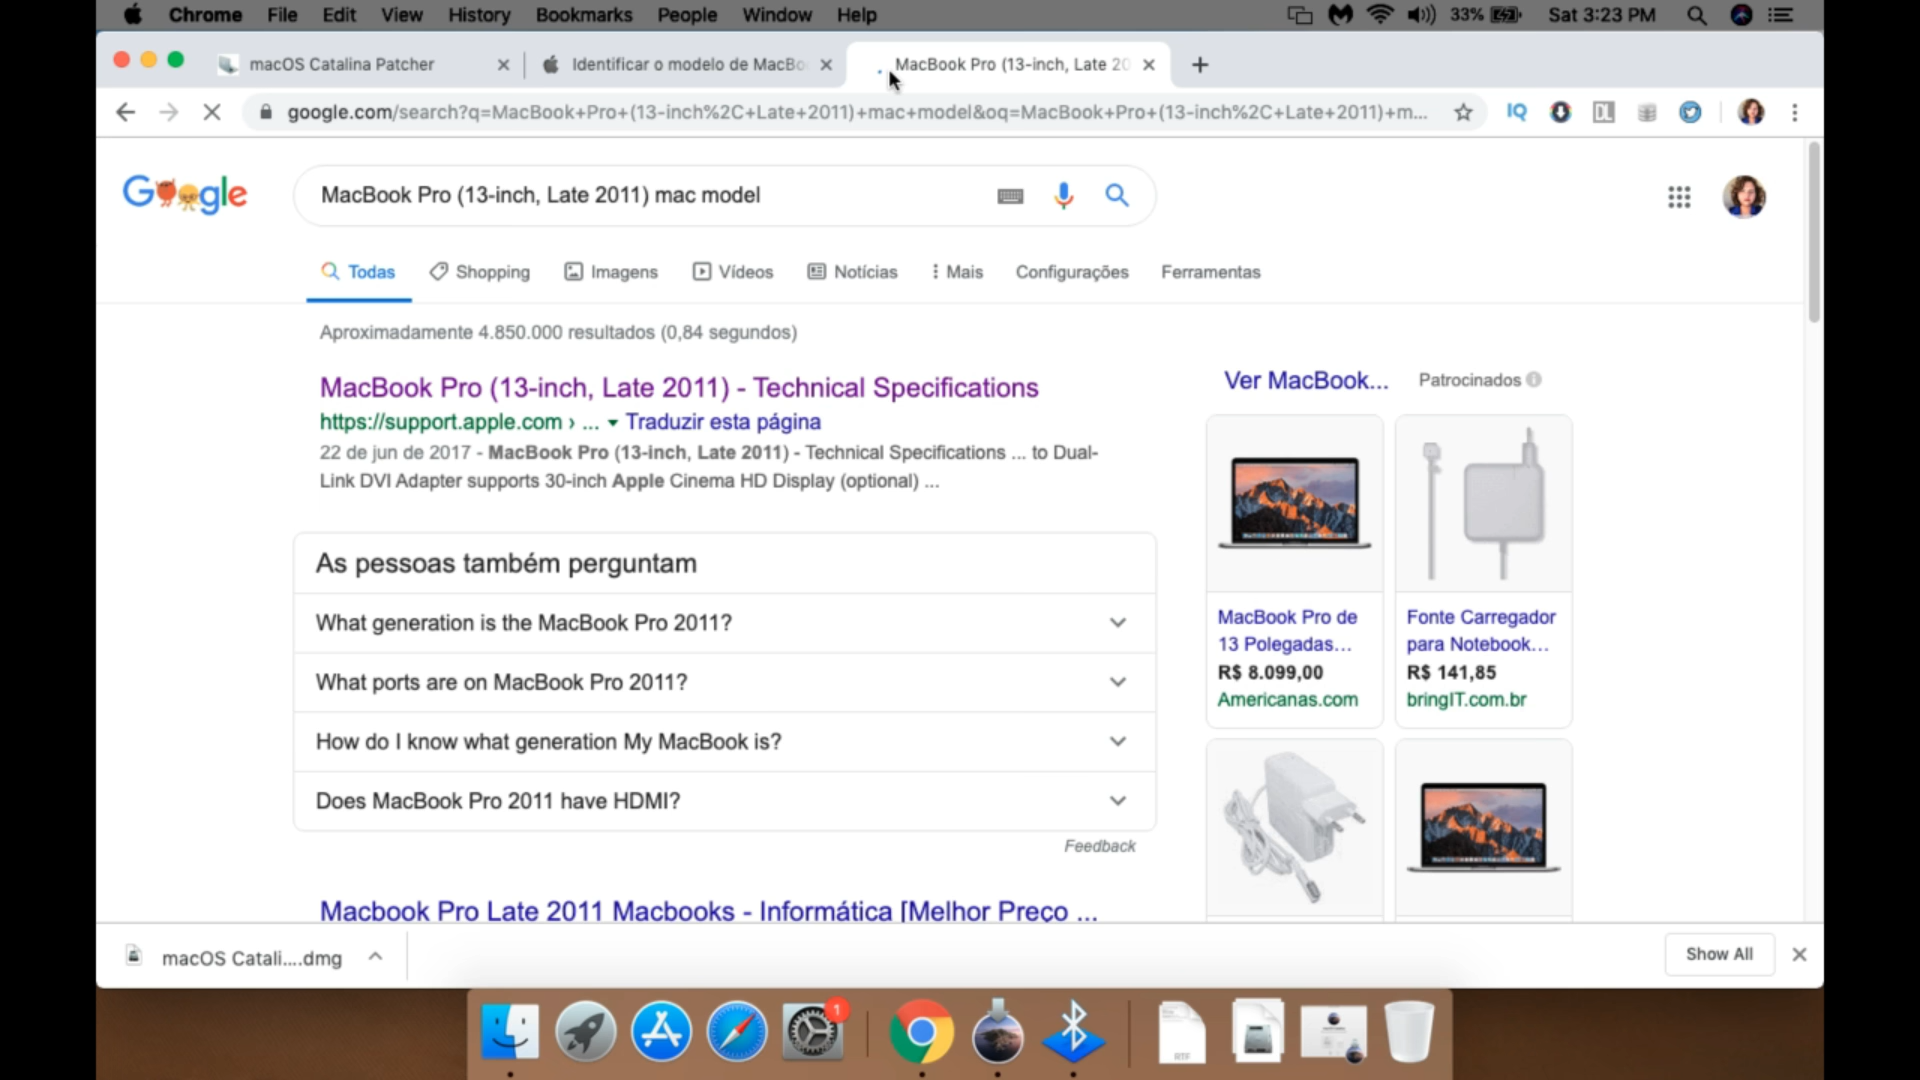 Chrome File Edit View History Bookmarks People Window Help 33% Sat 3:23 PM
macOS Catalina Patcher Identificar o modelo de MacBo MacBook Pro (13-inch, Late 20
google.com/search?q=MacBook+Pro+(13-inch%2C+Late+2011)+mac+model&oq=MacBook+Pro+(13-inch%2C+Late+2011)+m...
IQ
Google MacBook Pro (13-inch, Late 2011) mac model
Todas Shopping Imagens Vídeos Notícias Mais Configurações Ferramentas
Aproximadamente 4.850.000 resultados (0,84 segundos)
MacBook Pro (13-inch, Late 2011) - Technical Specifications
https://support.apple.com › ... Traduzir esta página
22 de jun de 2017 - MacBook Pro (13-inch, Late 2011) - Technical Specifications ... to Dual-
Link DVI Adapter supports 30-inch Apple Cinema HD Display (optional) ...
As pessoas também perguntam
What generation is the MacBook Pro 2011?
What ports are on MacBook Pro 2011?
How do I know what generation My MacBook is?
Does MacBook Pro 2011 have HDMI?
Feedback
Macbook Pro Late 2011 Macbooks - Informática [Melhor Preço ...
Ver MacBook... Patrocinados
MacBook Pro de
13 Polegadas...
R$ 8.099,00
Americanas.com
Fonte Carregador
para Notebook...
R$ 141,85
bringIT.com.br
macOS Catali....dmg Show All
1
RTF